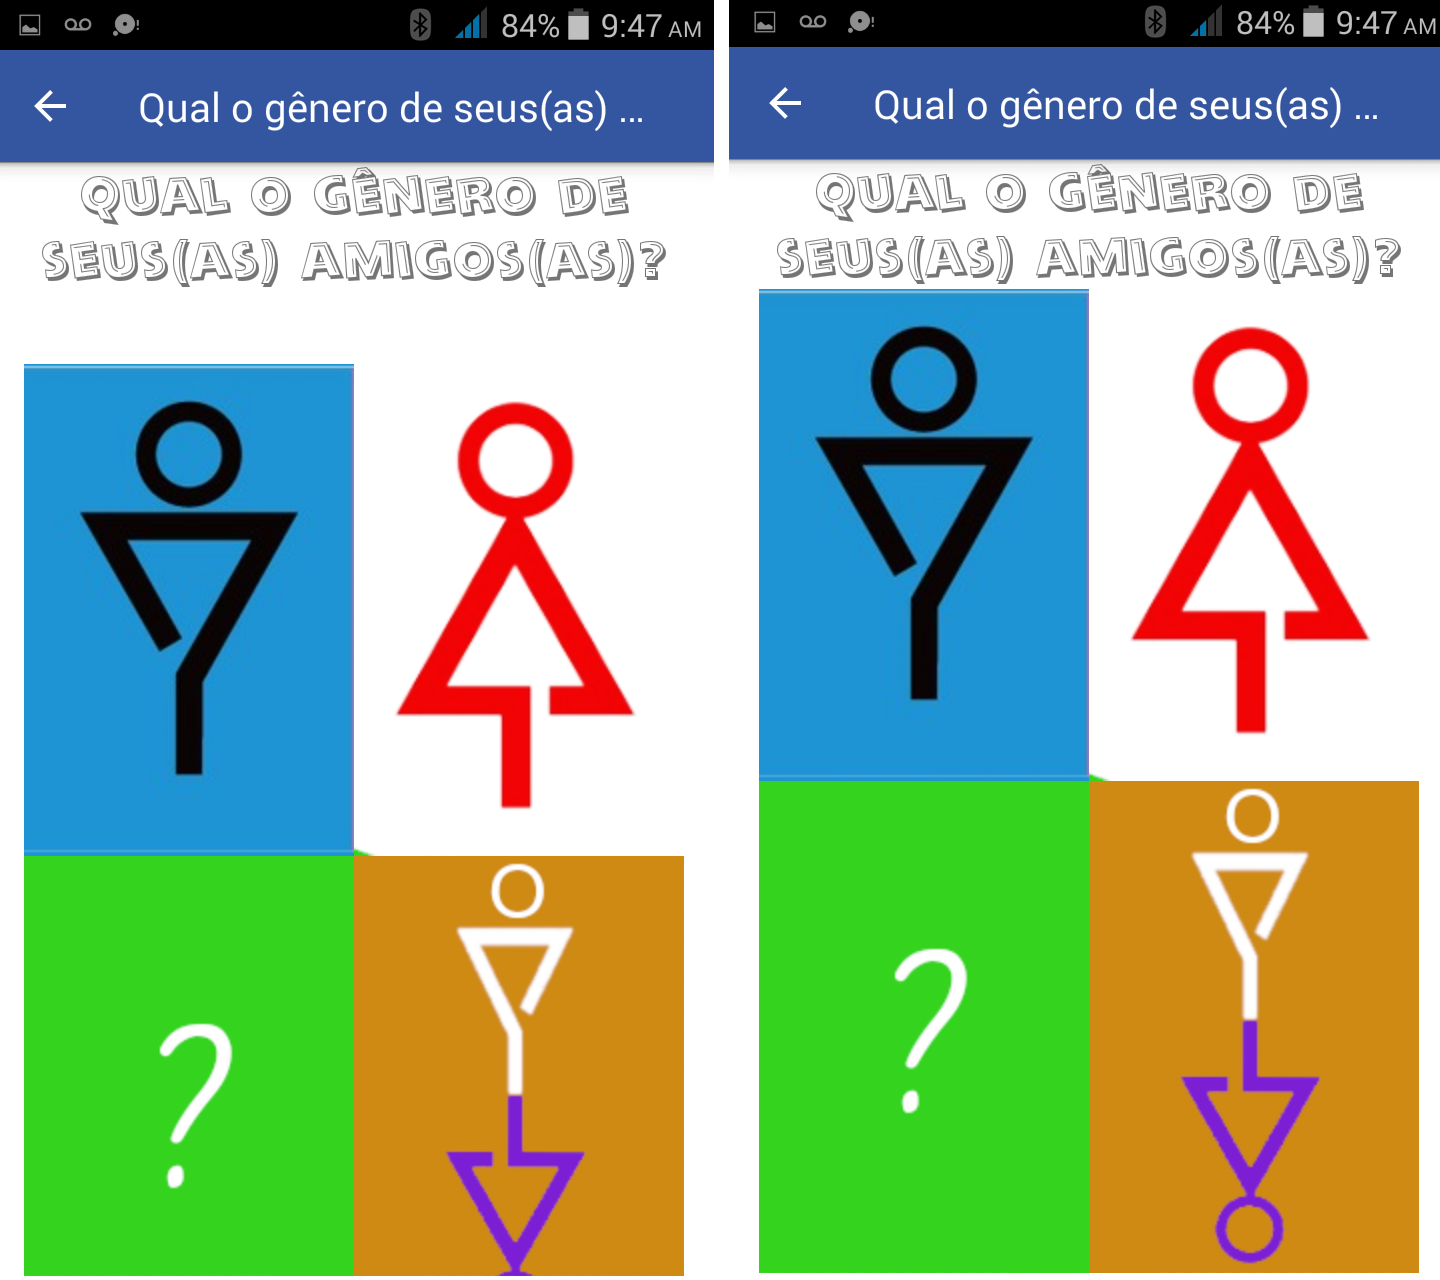 84% 9:47 AM
Qual o gênero de seus(as) ...
QUAL O GÊNERO DE
SEUS(AS) AMIGOS(AS)?
?
84% 9:47 AM
Qual o gênero de seus(as) ...
QUAL O GÊNERO DE
SEUS(AS) AMIGOS(AS)?
?